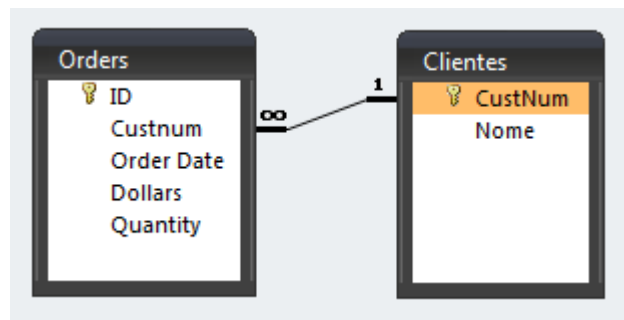 Orders
ID
Custnum
Order Date
Dollars
Quantity
∞
1
Clientes
CustNum
Nome